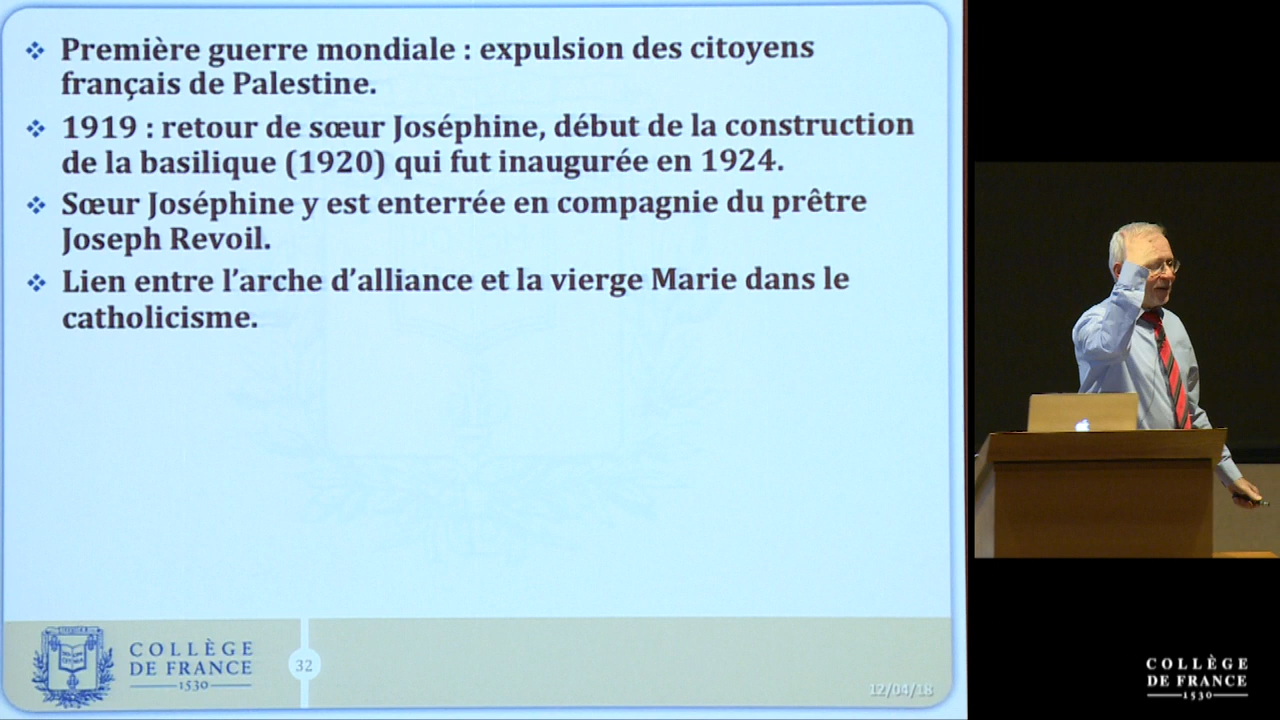 Première guerre mondiale : expulsion des citoyens
français de Palestine.
1919 : retour de sœur Joséphine, début de la construction
de la basilique (1920) qui fut inaugurée en 1924.
Sœur Joséphine y est enterrée en compagnie du prêtre
Joseph Revoil.
Lien entre l’arche d’alliance et la vierge Marie dans le
catholicisme.
COLLÈGE
DE FRANCE
1530
32
12/04/18
COLLÈGE
DE FRANCE
1530